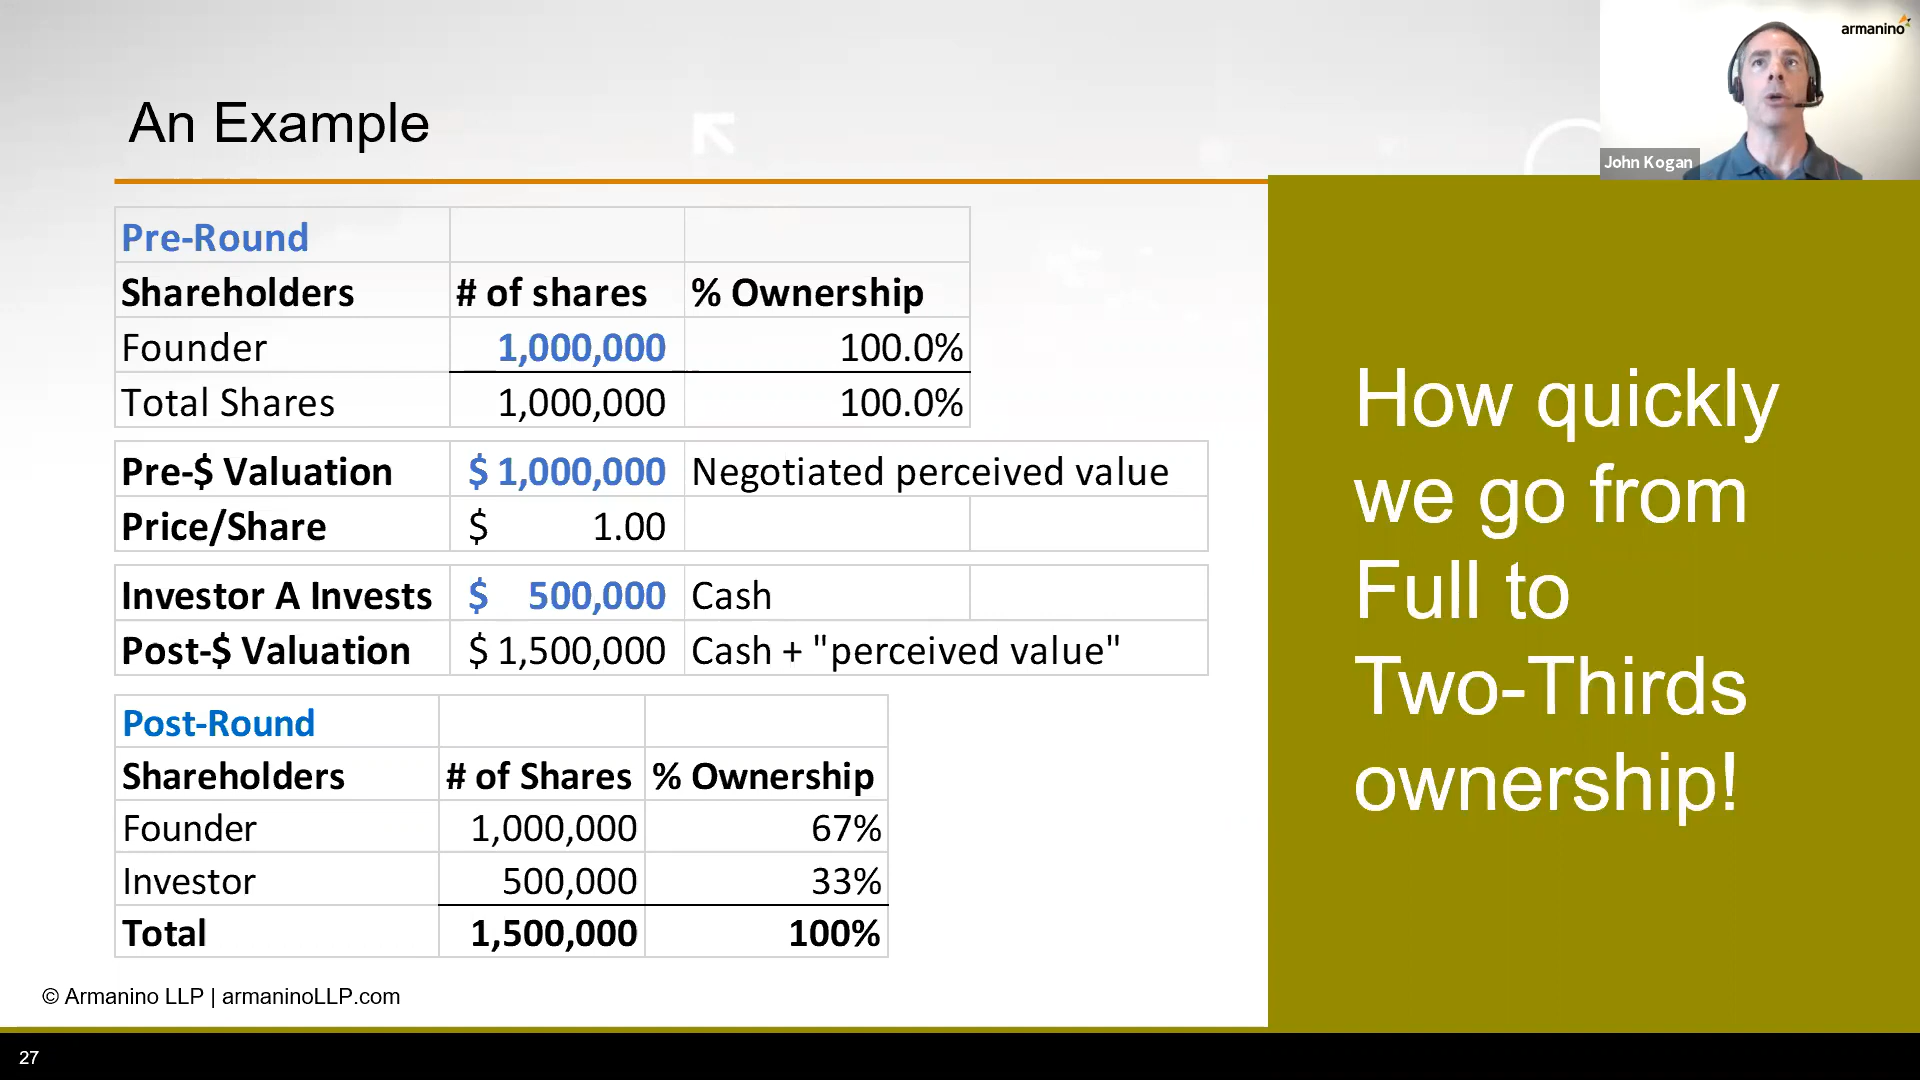 armanino
John Kogan
An Example
Pre-Round
Shareholders # of shares % Ownership
Founder 1,000,000 100.0%
Total Shares 1,000,000 100.0%
Pre-$ Valuation $ 1,000,000 Negotiated perceived value
Price/Share $ 1.00
Investor A Invests $ 500,000 Cash
Post-$ Valuation $ 1,500,000 Cash + "perceived value"
Post-Round
Shareholders # of Shares % Ownership
Founder 1,000,000 67%
Investor 500,000 33%
Total 1,500,000 100%
How quickly
we go from
Full to
Two-Thirds
ownership!
© Armanino LLP | armaninoLLP.com
27